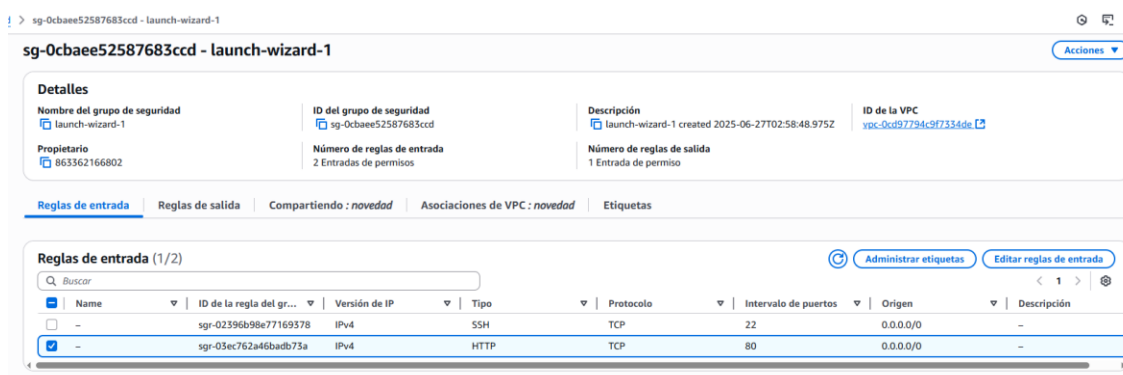 sg-0cbaee52587683ccd - launch-wizard-1
sg-0cbaee52587683ccd - launch-wizard-1
Acciones
Detalles
Nombre del grupo de seguridad
launch-wizard-1
ID del grupo de seguridad
sg-0cbaee52587683ccd
Descripción
launch-wizard-1 created 2025-06-27T02:58:48.975Z
ID de la VPC
vpc-0cd97794c9f7334de
Propietario
863362166802
Número de reglas de entrada
2 Entradas de permisos
Número de reglas de salida
1 Entrada de permiso
Reglas de entrada Reglas de salida Compartiendo : novedad Asociaciones de VPC : novedad Etiquetas
Reglas de entrada (1/2)
Administrar etiquetas Editar reglas de entrada
Buscar
< 1 >
Name ID de la regla del gr... Versión de IP Tipo Protocolo Intervalo de puertos Origen Descripción
– sgr-02396b98e77169378 IPv4 SSH TCP 22 0.0.0.0/0 –
– sgr-03ec762a46badb73a IPv4 HTTP TCP 80 0.0.0.0/0 –